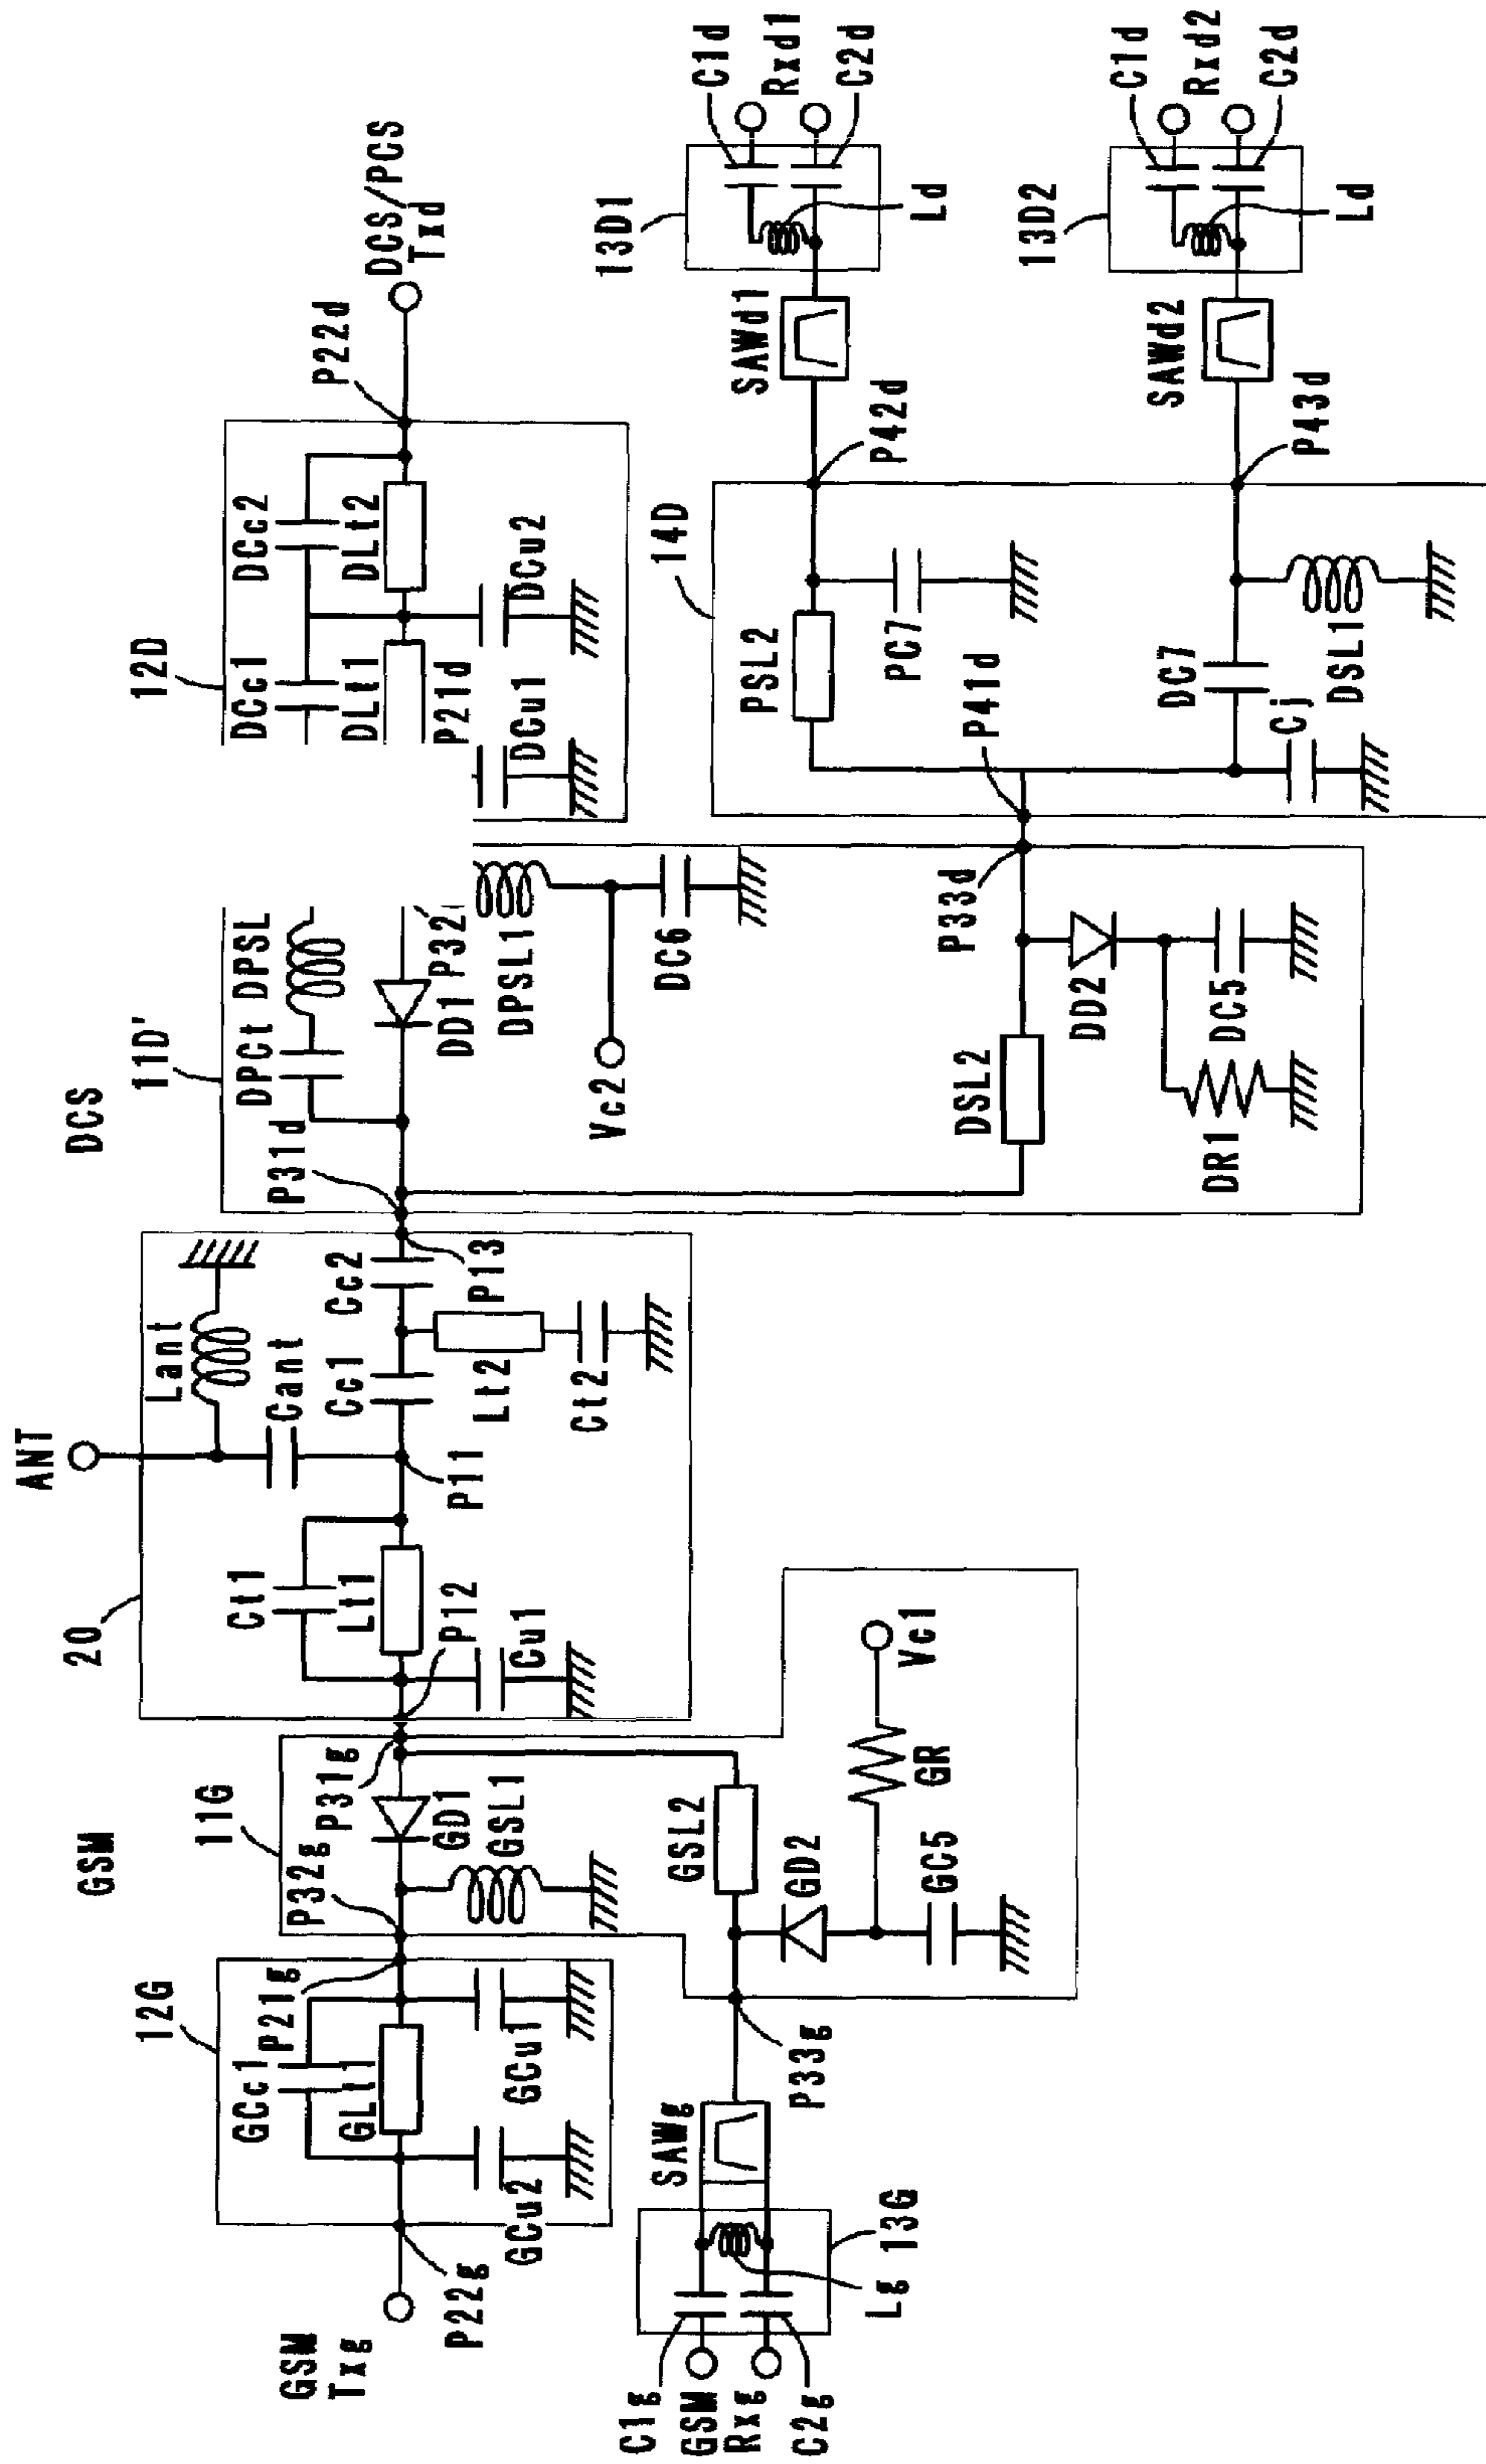 ANT
GSM
DCS
20
Lant
Cant
Ct1
Lt1
Cc1
Cc2
P11
P12
P13
Cu1
Lt2
Ct2
11G
P31g
P32g
GD1
GSL1
GSL2
GD2
GC5
GR
Vc1
P33g
12G
P21g
GCc1
GLt1
GCu1
GCu2
P22g
GSM
Txg
SAWg
13G
Lg
C1g
GSM
Rxg
C2g
11D'
P31d
DPCt
DPSL
DD1
P32
DPSL1
Vc2
DC6
DSL2
DD2
DR1
DC5
P33d
12D
DCc1
DCc2
DLt1
DLt2
P21d
DCu1
DCu2
P22d
DCS/PCS
Txd
14D
P41d
PSL2
PC7
P42d
DC7
Cj
DSL1
P43d
SAWd1
13D1
C1d
Rxd1
C2d
Ld
SAWd2
13D2
C1d
Rxd2
C2d
Ld